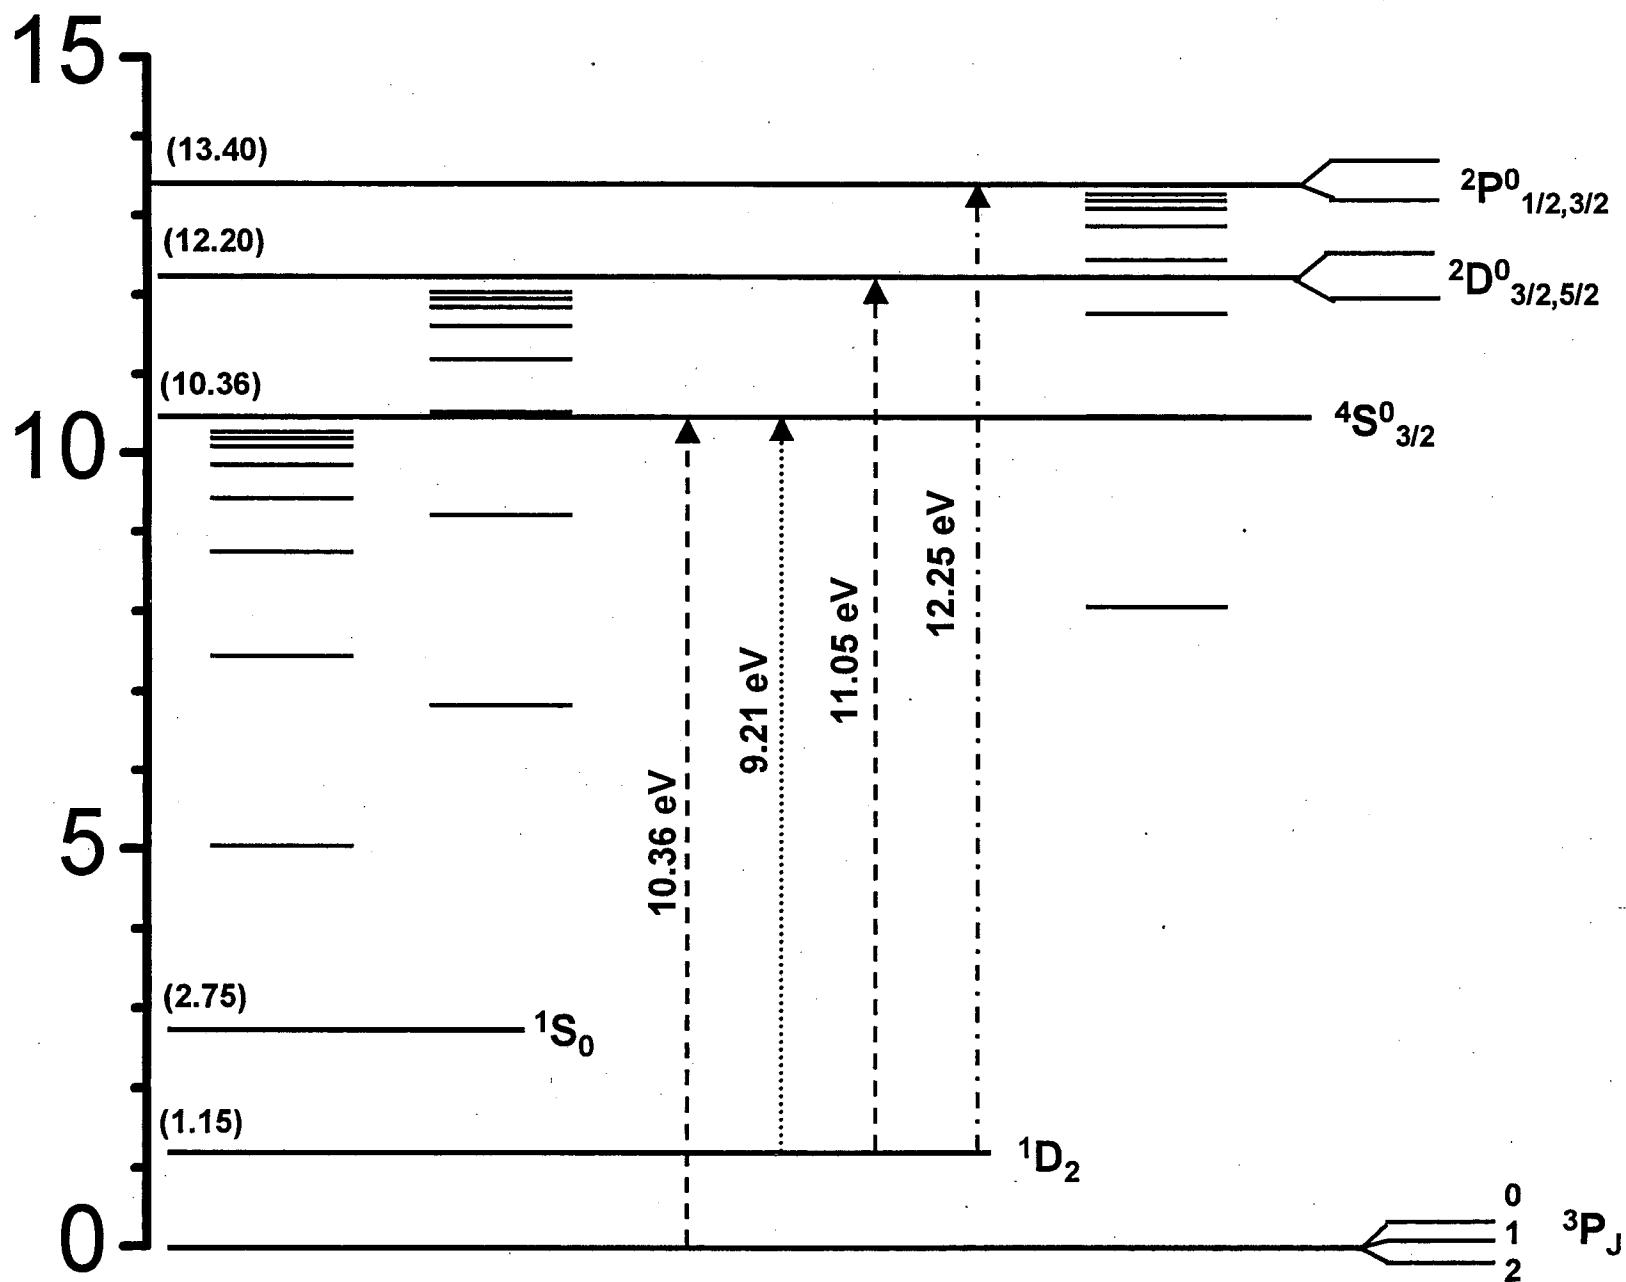 15
(13.40)
²P⁰1/2,3/2
(12.20)
²D⁰3/2,5/2
(10.36)
⁴S⁰3/2
10
12.25 eV
11.05 eV
9.21 eV
10.36 eV
5
(2.75)
¹S₀
(1.15)
¹D₂
0
0
1
2
³PJ